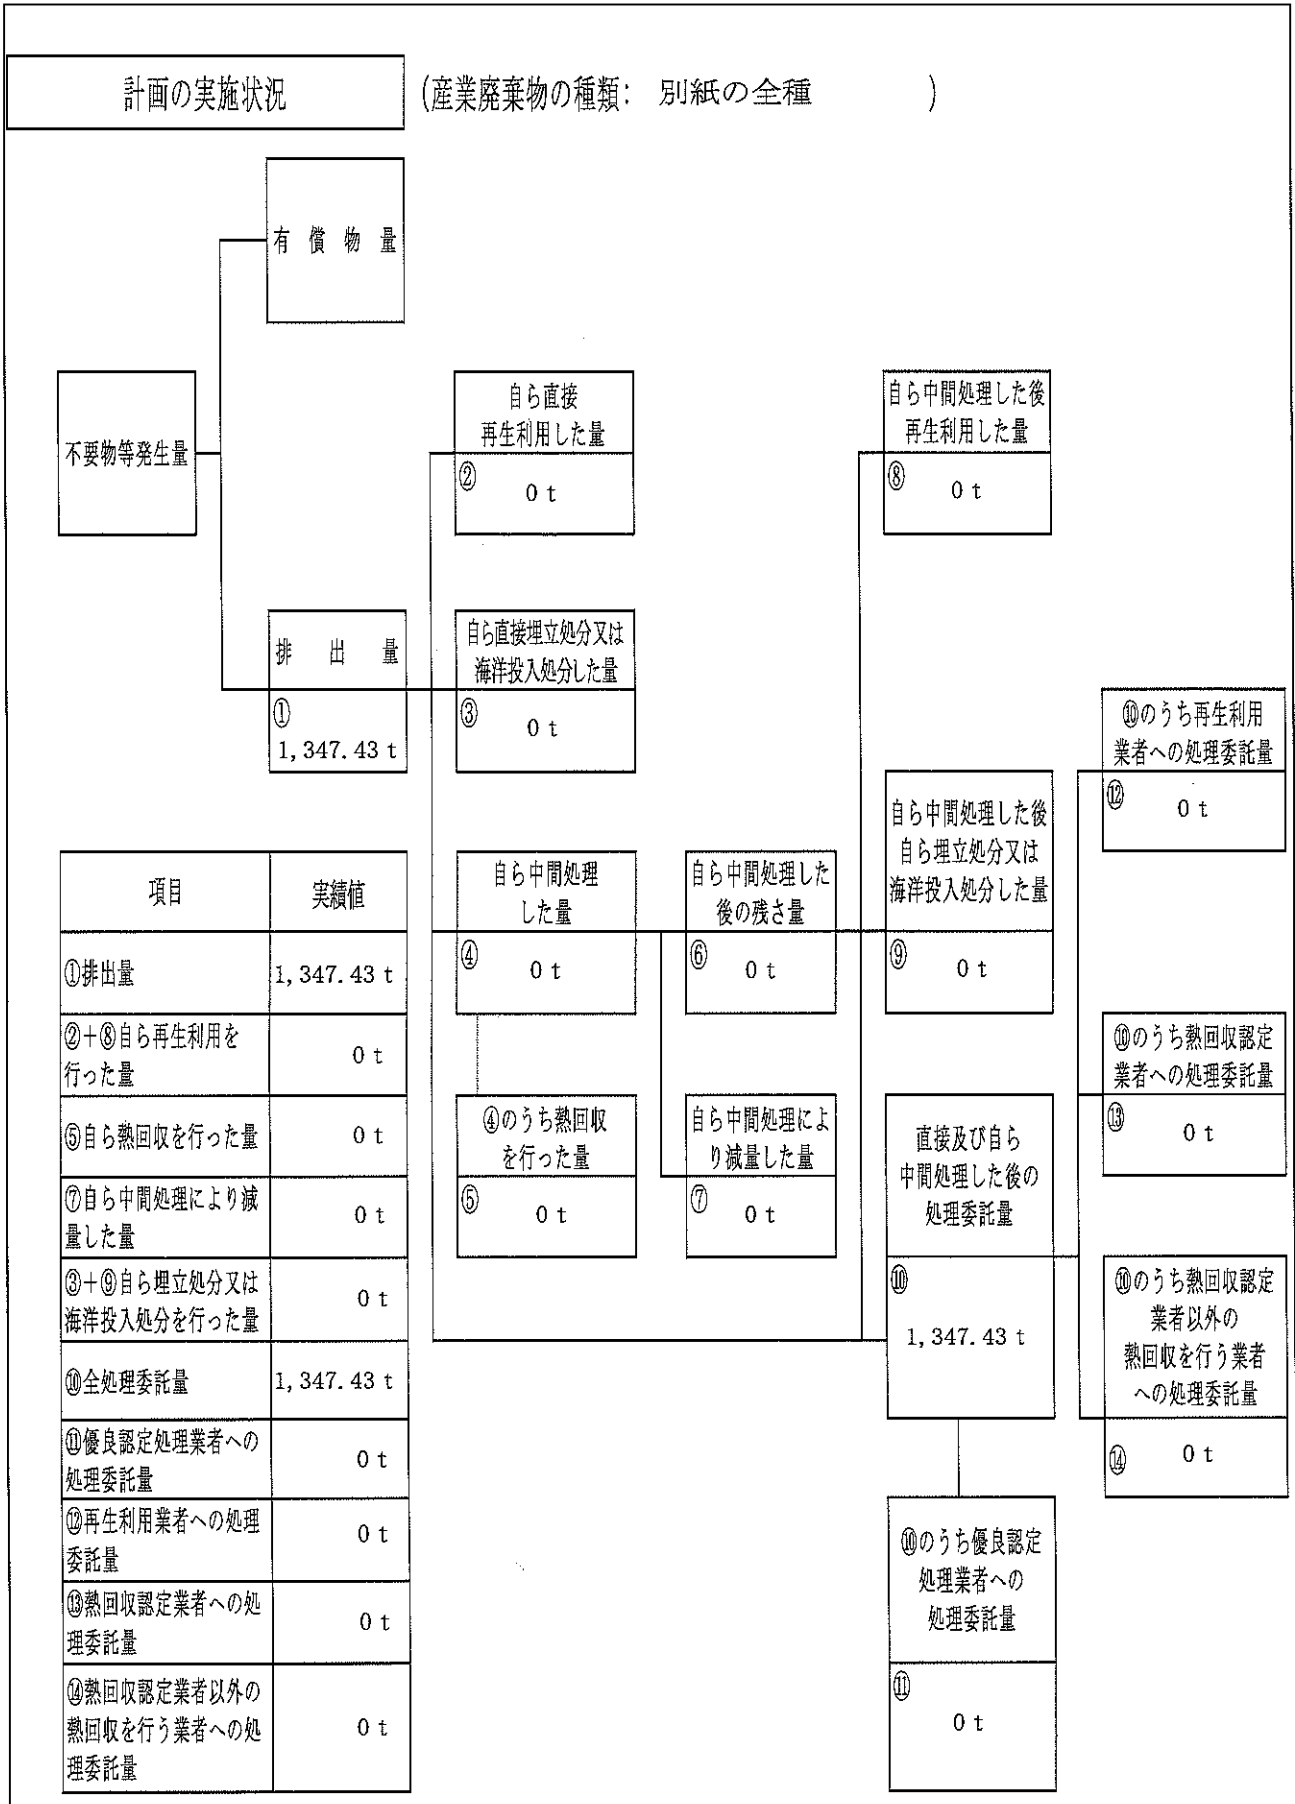 計画の実施状況
(産業廃棄物の種類： 別紙の全種 )
有償物量
不要物等発生量
排出量
①
1,347.43 t
自ら直接
再生利用した量
②
0 t
自ら直接埋立処分又は
海洋投入処分した量
③
0 t
自ら中間処理
した量
④
0 t
④のうち熱回収
を行った量
⑤
0 t
自ら中間処理した
後の残さ量
⑥
0 t
自ら中間処理によ
り減量した量
⑦
0 t
自ら中間処理した後
再生利用した量
⑧
0 t
自ら中間処理した後
自ら埋立処分又は
海洋投入処分した量
⑨
0 t
直接及び自ら
中間処理した後の
処理委託量
⑩
1,347.43 t
⑩のうち優良認定
処理業者への
処理委託量
⑪
0 t
⑩のうち再生利用
業者への処理委託量
⑫
0 t
⑩のうち熱回収認定
業者への処理委託量
⑬
0 t
⑩のうち熱回収認定
業者以外の
熱回収を行う業者
への処理委託量
⑭
0 t
項目 実績値
①排出量 1,347.43 t
②＋⑧自ら再生利用を
行った量
0 t
⑤自ら熱回収を行った量 0 t
⑦自ら中間処理により減
量した量
0 t
③＋⑨自ら埋立処分又は
海洋投入処分を行った量
0 t
⑩全処理委託量 1,347.43 t
⑪優良認定処理業者への
処理委託量
0 t
⑫再生利用業者への処理
委託量
0 t
⑬熱回収認定業者への処
理委託量
0 t
⑭熱回収認定業者以外の
熱回収を行う業者への処
理委託量
0 t